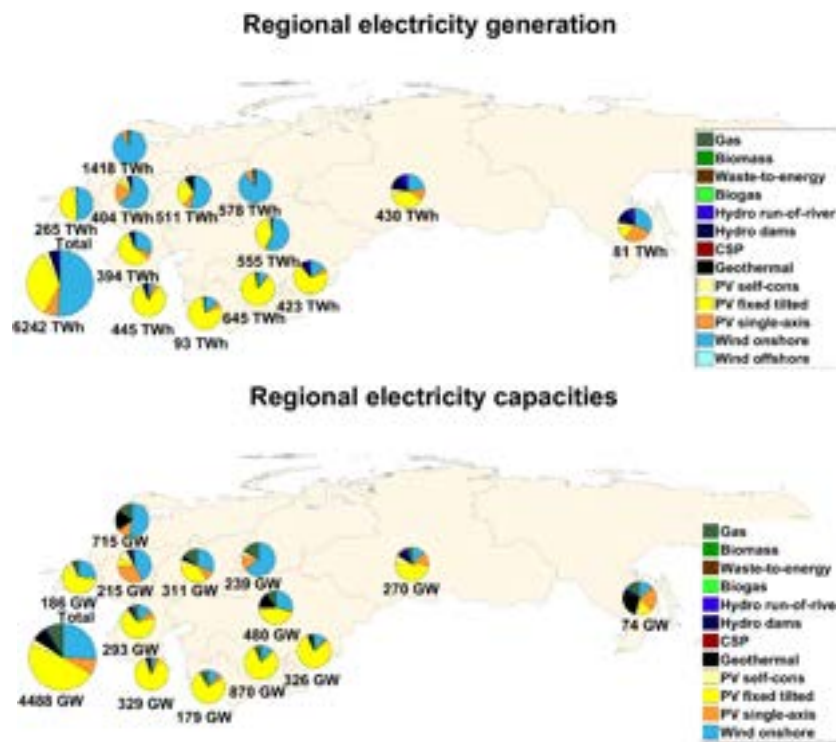 Regional electricity generation
1418 TWh
404 TWh
511 TWh
578 TWh
430 TWh
265 TWh
Total
394 TWh
555 TWh
81 TWh
6242 TWh
445 TWh
93 TWh
645 TWh
423 TWh
Gas
Biomass
Waste-to-energy
Biogas
Hydro run-of-river
Hydro dams
CSP
Geothermal
PV self-cons
PV fixed tilted
PV single-axis
Wind onshore
Wind offshore
Regional electricity capacities
715 GW
186 GW
215 GW
311 GW
239 GW
270 GW
Total
293 GW
480 GW
74 GW
4488 GW
329 GW
179 GW
870 GW
326 GW
Gas
Biomass
Waste-to-energy
Biogas
Hydro run-of-rive
Hydro dams
CSP
Geothermal
PV self-cons
PV fixed tilted
PV single-axis
Wind onshore